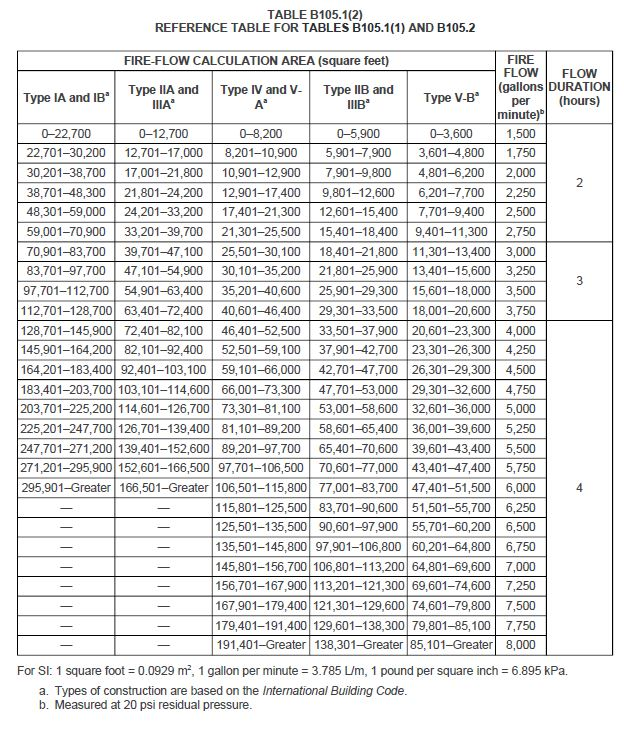 TABLE B105.1(2)
REFERENCE TABLE FOR TABLES B105.1(1) AND B105.2
FIRE-FLOW CALCULATION AREA (square feet) FIRE FLOW (gallons per minute)b FLOW DURATION (hours)
Type IA and IBa Type IIA and IIIAa Type IV and V-Aa Type IIB and IIIBa Type V-Ba
0–22,700 0–12,700 0–8,200 0–5,900 0–3,600 1,500 2
22,701–30,200 12,701–17,000 8,201–10,900 5,901–7,900 3,601–4,800 1,750
30,201–38,700 17,001–21,800 10,901–12,900 7,901–9,800 4,801–6,200 2,000
38,701–48,300 21,801–24,200 12,901–17,400 9,801–12,600 6,201–7,700 2,250
48,301–59,000 24,201–33,200 17,401–21,300 12,601–15,400 7,701–9,400 2,500
59,001–70,900 33,201–39,700 21,301–25,500 15,401–18,400 9,401–11,300 2,750
70,901–83,700 39,701–47,100 25,501–30,100 18,401–21,800 11,301–13,400 3,000 3
83,701–97,700 47,101–54,900 30,101–35,200 21,801–25,900 13,401–15,600 3,250
97,701–112,700 54,901–63,400 35,201–40,600 25,901–29,300 15,601–18,000 3,500
112,701–128,700 63,401–72,400 40,601–46,400 29,301–33,500 18,001–20,600 3,750
128,701–145,900 72,401–82,100 46,401–52,500 33,501–37,900 20,601–23,300 4,000 4
145,901–164,200 82,101–92,400 52,501–59,100 37,901–42,700 23,301–26,300 4,250
164,201–183,400 92,401–103,100 59,101–66,000 42,701–47,700 26,301–29,300 4,500
183,401–203,700 103,101–114,600 66,001–73,300 47,701–53,000 29,301–32,600 4,750
203,701–225,200 114,601–126,700 73,301–81,100 53,001–58,600 32,601–36,000 5,000
225,201–247,700 126,701–139,400 81,101–89,200 58,601–65,400 36,001–39,600 5,250
247,701–271,200 139,401–152,600 89,201–97,700 65,401–70,600 39,601–43,400 5,500
271,201–295,900 152,601–166,500 97,701–106,500 70,601–77,000 43,401–47,400 5,750
295,901–Greater 166,501–Greater 106,501–115,800 77,001–83,700 47,401–51,500 6,000
— — 115,801–125,500 83,701–90,600 51,501–55,700 6,250
— — 125,501–135,500 90,601–97,900 55,701–60,200 6,500
— — 135,501–145,800 97,901–106,800 60,201–64,800 6,750
— — 145,801–156,700 106,801–113,200 64,801–69,600 7,000
— — 156,701–167,900 113,201–121,300 69,601–74,600 7,250
— — 167,901–179,400 121,301–129,600 74,601–79,800 7,500
— — 179,401–191,400 129,601–138,300 79,801–85,100 7,750
— — 191,401–Greater 138,301–Greater 85,101–Greater 8,000
For SI: 1 square foot = 0.0929 m², 1 gallon per minute = 3.785 L/m, 1 pound per square inch = 6.895 kPa.
a. Types of construction are based on the International Building Code.
b. Measured at 20 psi residual pressure.